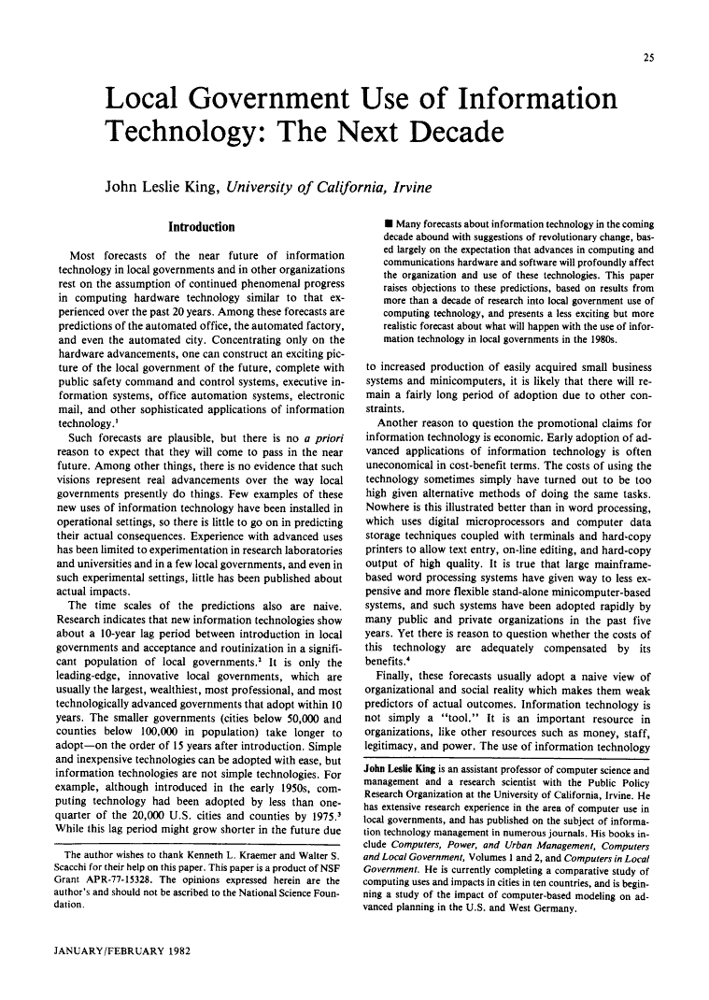 25
Local Government Use of Information
Technology: The Next Decade
John Leslie King, University of California, Irvine
Introduction
Most forecasts of the near future of information
technology in local governments and in other organizations
rest on the assumption of continued phenomenal progress
in computing hardware technology similar to that ex-
perienced over the past 20 years. Among these forecasts are
predictions of the automated office, the automated factory,
and even the automated city. Concentrating only on the
hardware advancements, one can construct an exciting pic-
ture of the local government of the future, complete with
public safety command and control systems, executive in-
formation systems, office automation systems, electronic
mail, and other sophisticated applications of information
technology.¹
Such forecasts are plausible, but there is no a priori
reason to expect that they will come to pass in the near
future. Among other things, there is no evidence that such
visions represent real advancements over the way local
governments presently do things. Few examples of these
new uses of information technology have been installed in
operational settings, so there is little to go on in predicting
their actual consequences. Experience with advanced uses
has been limited to experimentation in research laboratories
and universities and in a few local governments, and even in
such experimental settings, little has been published about
actual impacts.
The time scales of the predictions also are naive.
Research indicates that new information technologies show
about a 10-year lag period between introduction in local
governments and acceptance and routinization in a signifi-
cant population of local governments.² It is only the
leading-edge, innovative local governments, which are
usually the largest, wealthiest, most professional, and most
technologically advanced governments that adopt within 10
years. The smaller governments (cities below 50,000 and
counties below 100,000 in population) take longer to
adopt—on the order of 15 years after introduction. Simple
and inexpensive technologies can be adopted with ease, but
information technologies are not simple technologies. For
example, although introduced in the early 1950s, com-
puting technology had been adopted by less than one-
quarter of the 20,000 U.S. cities and counties by 1975.³
While this lag period might grow shorter in the future due
The author wishes to thank Kenneth L. Kraemer and Walter S.
Scacchi for their help on this paper. This paper is a product of NSF
Grant APR-77-15328. The opinions expressed herein are the
author's and should not be ascribed to the National Science Foun-
dation.
■ Many forecasts about information technology in the coming
decade abound with suggestions of revolutionary change, bas-
ed largely on the expectation that advances in computing and
communications hardware and software will profoundly affect
the organization and use of these technologies. This paper
raises objections to these predictions, based on results from
more than a decade of research into local government use of
computing technology, and presents a less exciting but more
realistic forecast about what will happen with the use of infor-
mation technology in local governments in the 1980s.
to increased production of easily acquired small business
systems and minicomputers, it is likely that there will re-
main a fairly long period of adoption due to other con-
straints.
Another reason to question the promotional claims for
information technology is economic. Early adoption of ad-
vanced applications of information technology is often
uneconomical in cost-benefit terms. The costs of using the
technology sometimes simply have turned out to be too
high given alternative methods of doing the same tasks.
Nowhere is this illustrated better than in word processing,
which uses digital microprocessors and computer data
storage techniques coupled with terminals and hard-copy
printers to allow text entry, on-line editing, and hard-copy
output of high quality. It is true that large mainframe-
based word processing systems have given way to less ex-
pensive and more flexible stand-alone minicomputer-based
systems, and such systems have been adopted rapidly by
many public and private organizations in the past five
years. Yet there is reason to question whether the costs of
this technology are adequately compensated by its
benefits.⁴
Finally, these forecasts usually adopt a naive view of
organizational and social reality which makes them weak
predictors of actual outcomes. Information technology is
not simply a "tool." It is an important resource in
organizations, like other resources such as money, staff,
legitimacy, and power. The use of information technology
John Leslie King is an assistant professor of computer science and
management and a research scientist with the Public Policy
Research Organization at the University of California, Irvine. He
has extensive research experience in the area of computer use in
local governments, and has published on the subject of informa-
tion technology management in numerous journals. His books in-
clude Computers, Power, and Urban Management, Computers
and Local Government, Volumes 1 and 2, and Computers in Local
Government. He is currently completing a comparative study of
computing uses and impacts in cities in ten countries, and is begin-
ning a study of the impact of computer-based modeling on ad-
vanced planning in the U.S. and West Germany.
JANUARY/FEBRUARY 1982